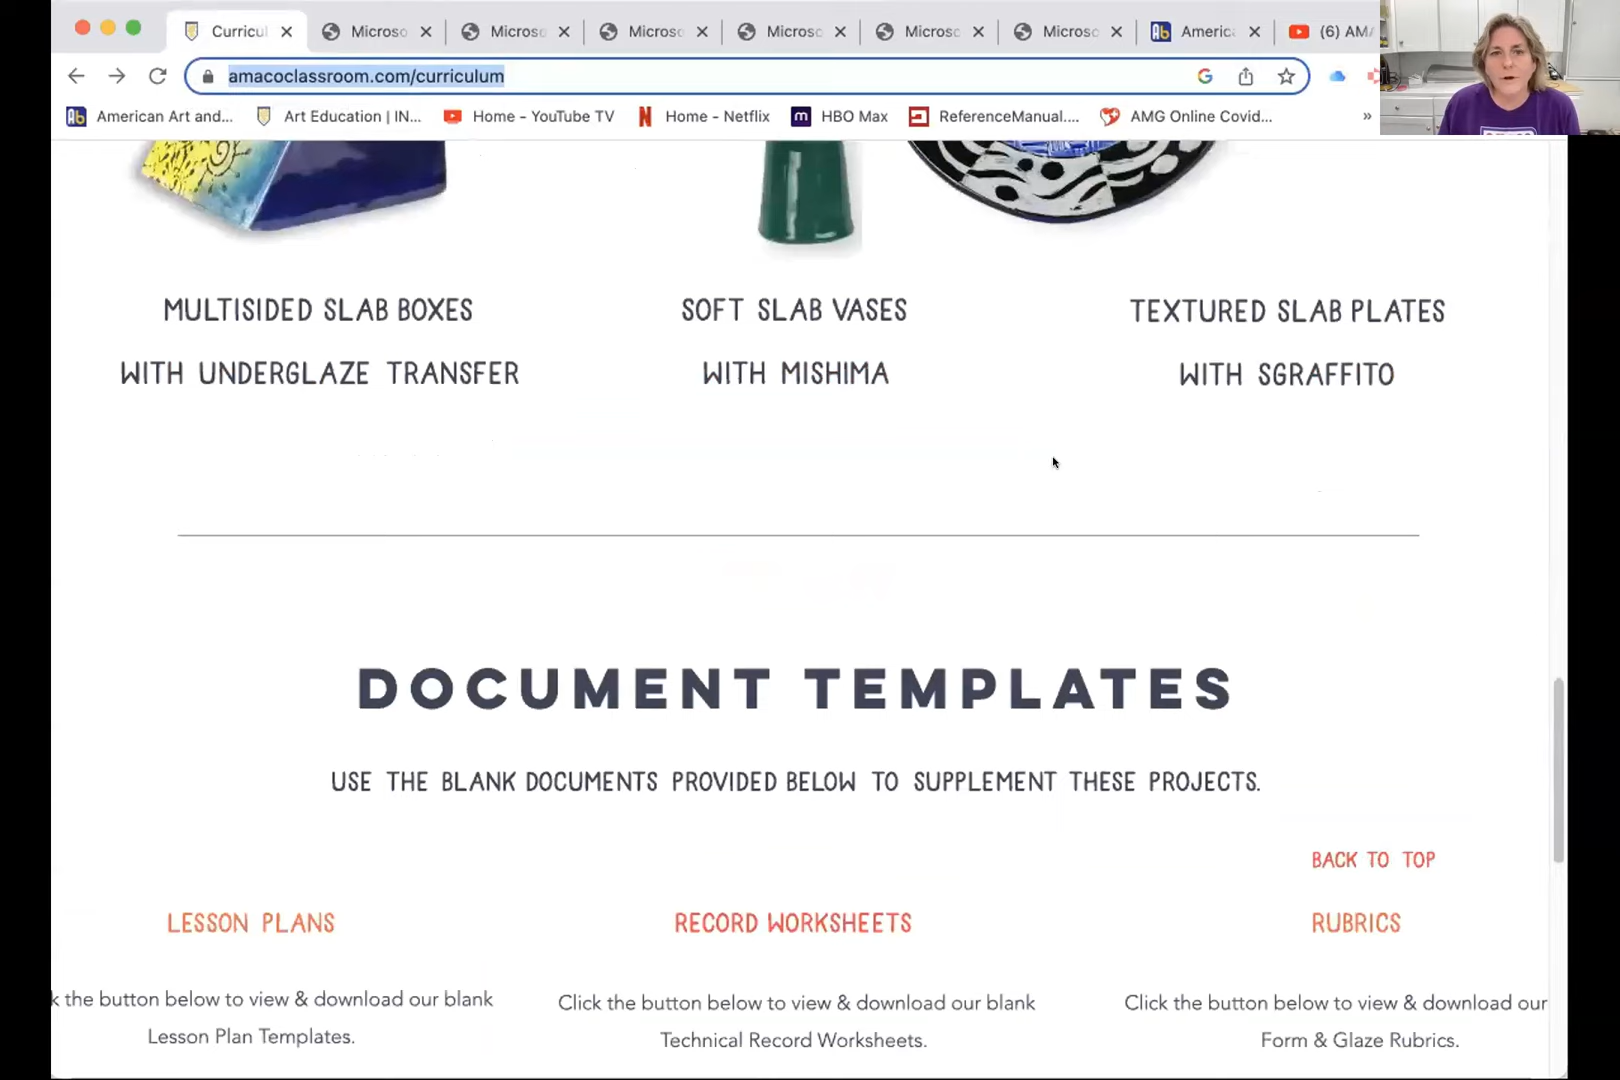 Curricul
Microso
Microso
Microso
Microso
Microso
Microso
America
(6) AMA
amacoclassroom.com/curriculum
American Art and...
Art Education | IN...
Home - YouTube TV
Home - Netflix
HBO Max
ReferenceManual....
AMG Online Covid...
»
MULTISIDED SLAB BOXES
WITH UNDERGLAZE TRANSFER
SOFT SLAB VASES
WITH MISHIMA
TEXTURED SLAB PLATES
WITH SGRAFFITO
DOCUMENT TEMPLATES
USE THE BLANK DOCUMENTS PROVIDED BELOW TO SUPPLEMENT THESE PROJECTS.
BACK TO TOP
LESSON PLANS
k the button below to view & download our blank
Lesson Plan Templates.
RECORD WORKSHEETS
Click the button below to view & download our blank
Technical Record Worksheets.
RUBRICS
Click the button below to view & download our
Form & Glaze Rubrics.